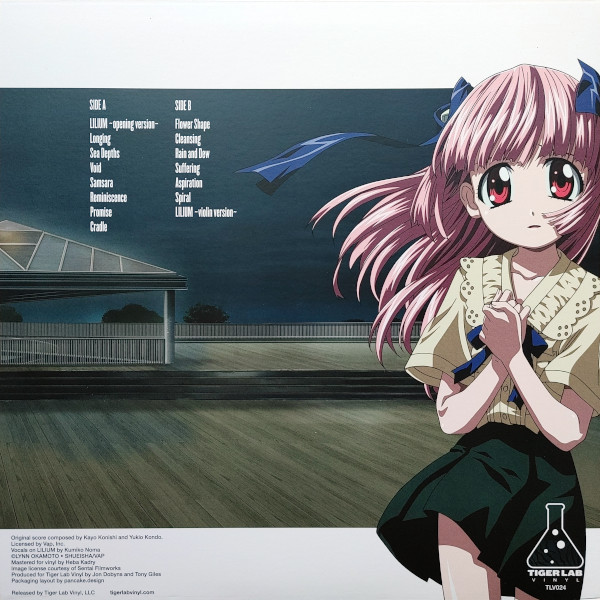 SIDE A
LILIUM ~opening version~
Longing
Sea Depths
Void
Samsara
Reminiscence
Promise
Cradle
SIDE B
Flower Shape
Cleansing
Rain and Dew
Suffering
Aspiration
Spiral
LILIUM ~violin version~
Original score composed by Kayo Konishi and Yukio Kondo.
Licensed by Vap, Inc.
Vocals on LILIUM by Kumiko Noma
©LYNN OKAMOTO • SHUEISHA/VAP
Mastered for vinyl by Heba Kadry
Image license courtesy of Sentai Filmworks
Produced for Tiger Lab Vinyl by Jon Dobyns and Tony Giles
Packaging layout by pancake.design
Released by Tiger Lab Vinyl, LLC tigerlabvinyl.com
TIGER LAB
VINYL
TLV024